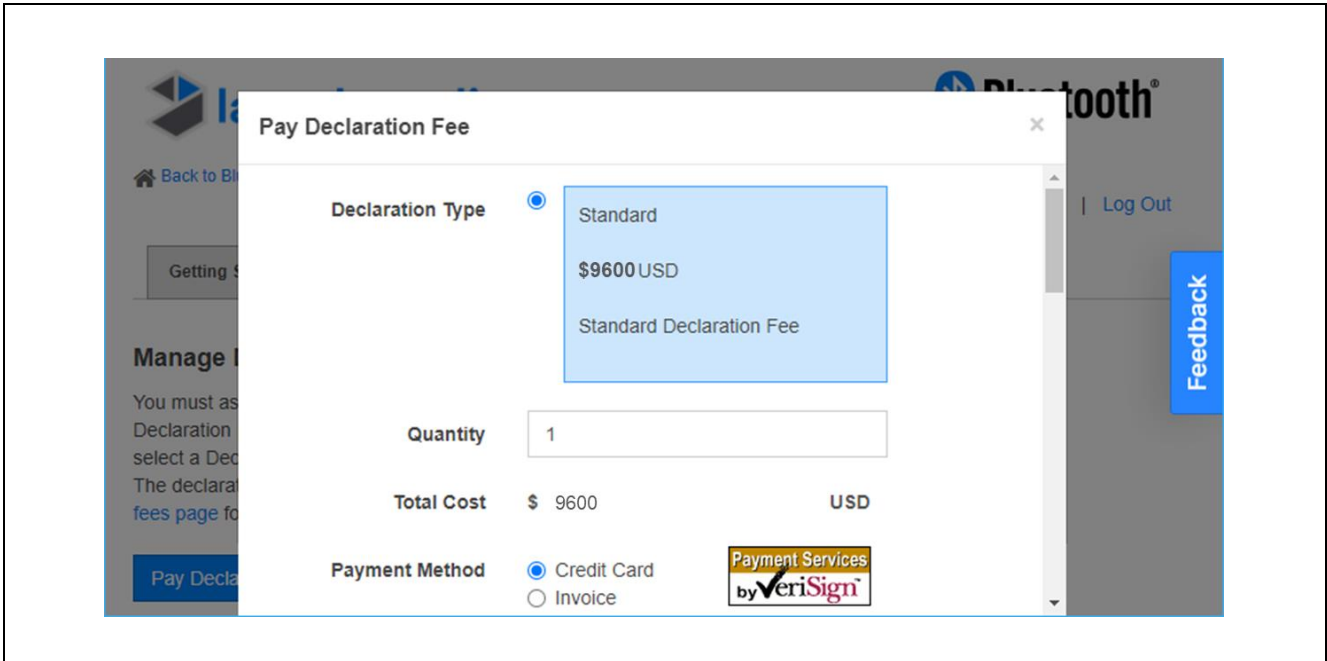 tooth®
Pay Declaration Fee
×
Back to Bl
Declaration Type
Standard
| Log Out
$9600 USD
Getting
Standard Declaration Fee
Feedback
Manage
You must as
Declaration
Quantity
1
select a Dec
The declarat
Total Cost
$ 9600
USD
fees page fo
Payment Method
Credit Card
Invoice
Payment Services
by VeriSign
Pay Decla